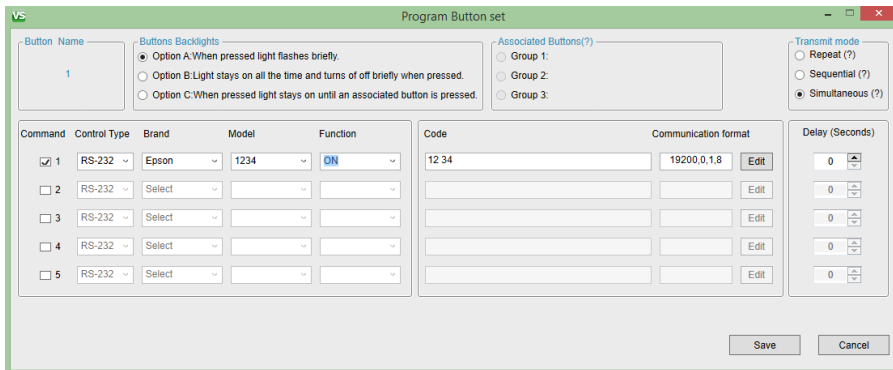 VS Program Button set
Button Name
1
Buttons Backlights
Option A:When pressed light flashes briefly.
Option B:Light stays on all the time and turns of off briefly when pressed.
Option C:When pressed light stays on until an associated button is pressed.
Associated Buttons(?)
Group 1:
Group 2:
Group 3:
Transmit mode
Repeat (?)
Sequential (?)
Simultaneous (?)
Command Control Type Brand Model Function Code Communication format Delay (Seconds)
1 RS-232 Epson 1234 ON 12 34 19200,0,1,8 Edit 0
2 RS-232 Select Edit 0
3 RS-232 Select Edit 0
4 RS-232 Select Edit 0
5 RS-232 Select Edit 0
Save Cancel